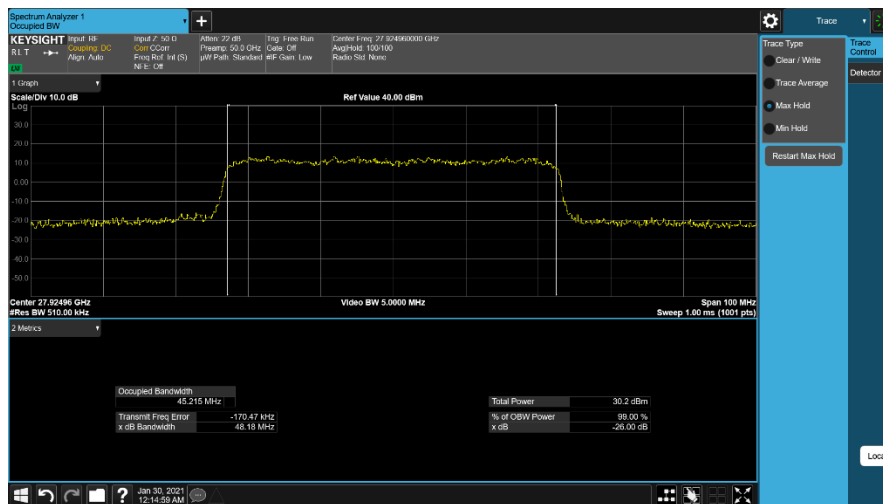 Spectrum Analyzer 1
Occupied BW
+
Trace
KEYSIGHT
RLT
Input: RF
Coupling: DC
Align: Auto
Input Z: 50 Ω
Corr CCorr
Freq Ref: Int (S)
NFE: Off
Atten: 22 dB
Preamp: 50.0 GHz
µW Path: Standard
Trig: Free Run
Gate: Off
#IF Gain: Low
Center Freq: 27.924960000 GHz
Avg|Hold: 100/100
Radio Std: None
Trace Type
Clear / Write
Trace Average
Max Hold
Min Hold
Restart Max Hold
Trace
Control
Detector
1 Graph
Scale/Div 10.0 dB
Ref Value 40.00 dBm
Log
30.0
20.0
10.0
0.00
-10.0
-20.0
-30.0
-40.0
-50.0
Center 27.92496 GHz
#Res BW 510.00 kHz
Video BW 5.0000 MHz
Span 100 MHz
Sweep 1.00 ms (1001 pts)
2 Metrics
Occupied Bandwidth
45.215 MHz
Transmit Freq Error -170.47 kHz
x dB Bandwidth 48.18 MHz
Total Power 30.2 dBm
% of OBW Power 99.00 %
x dB -26.00 dB
Loca
?
Jan 30, 2021
12:14:59 AM